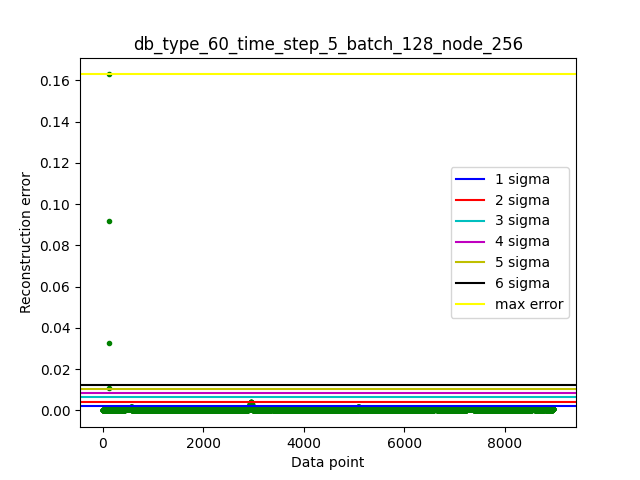 db_type_60_time_step_5_batch_128_node_256
0.16
0.14
0.12
0.10
0.08
0.06
0.04
0.02
0.00
Reconstruction error
1 sigma
2 sigma
3 sigma
4 sigma
5 sigma
6 sigma
max error
0 2000 4000 6000 8000
Data point